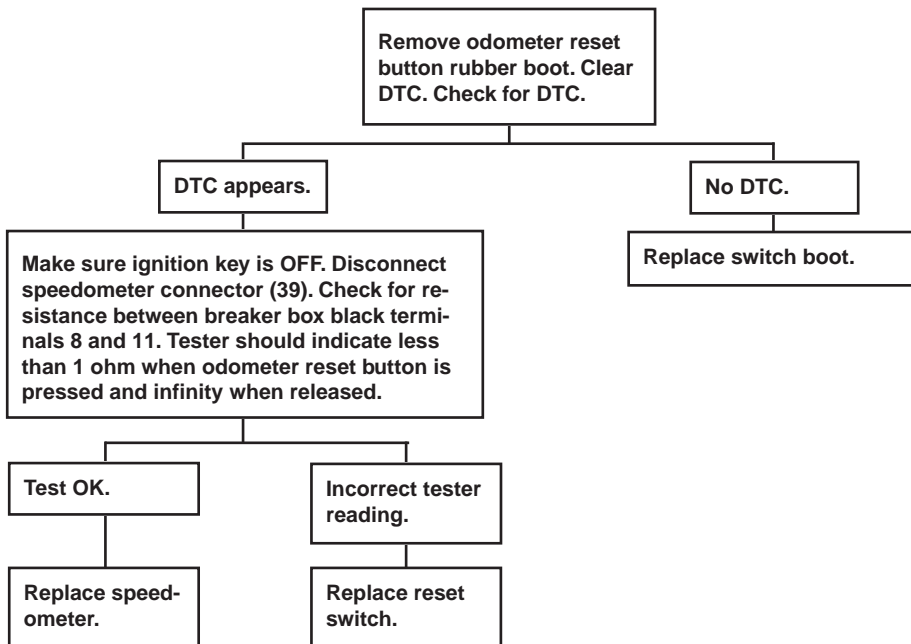 Remove odometer reset
button rubber boot. Clear
DTC. Check for DTC.
DTC appears.
No DTC.
Make sure ignition key is OFF. Disconnect
speedometer connector (39). Check for re-
sistance between breaker box black termi-
nals 8 and 11. Tester should indicate less
than 1 ohm when odometer reset button is
pressed and infinity when released.
Replace switch boot.
Test OK.
Incorrect tester
reading.
Replace speed-
ometer.
Replace reset
switch.